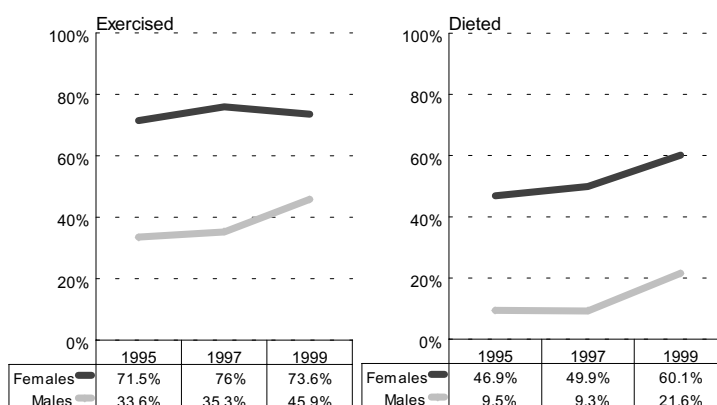 Exercised
100%
80%
60%
40%
20%
0%
1995 1997 1999
Females 71.5% 76% 73.6%
Males 33.6% 35.3% 45.9%
Dieted
100%
80%
60%
40%
20%
0%
1995 1997 1999
Females 46.9% 49.9% 60.1%
Males 9.5% 9.3% 21.6%